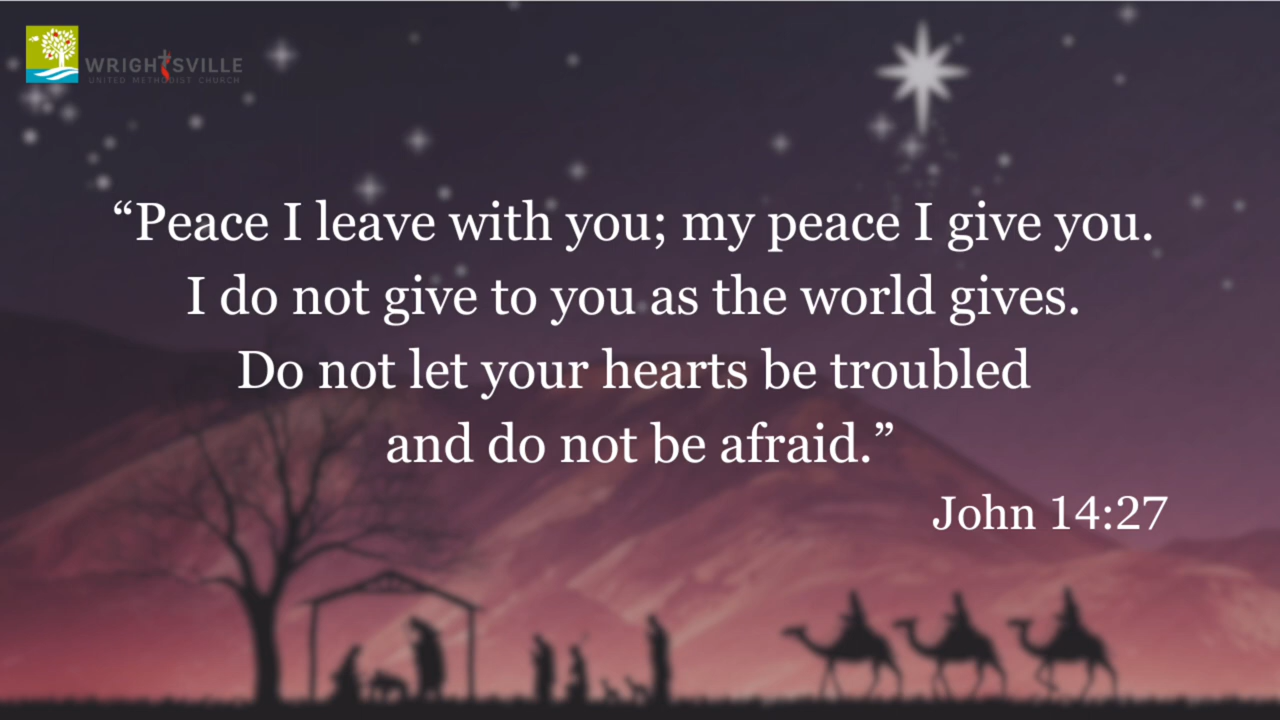 WRIGHTSVILLE
UNITED METHODIST CHURCH
“Peace I leave with you; my peace I give you.
I do not give to you as the world gives.
Do not let your hearts be troubled
and do not be afraid.”
John 14:27